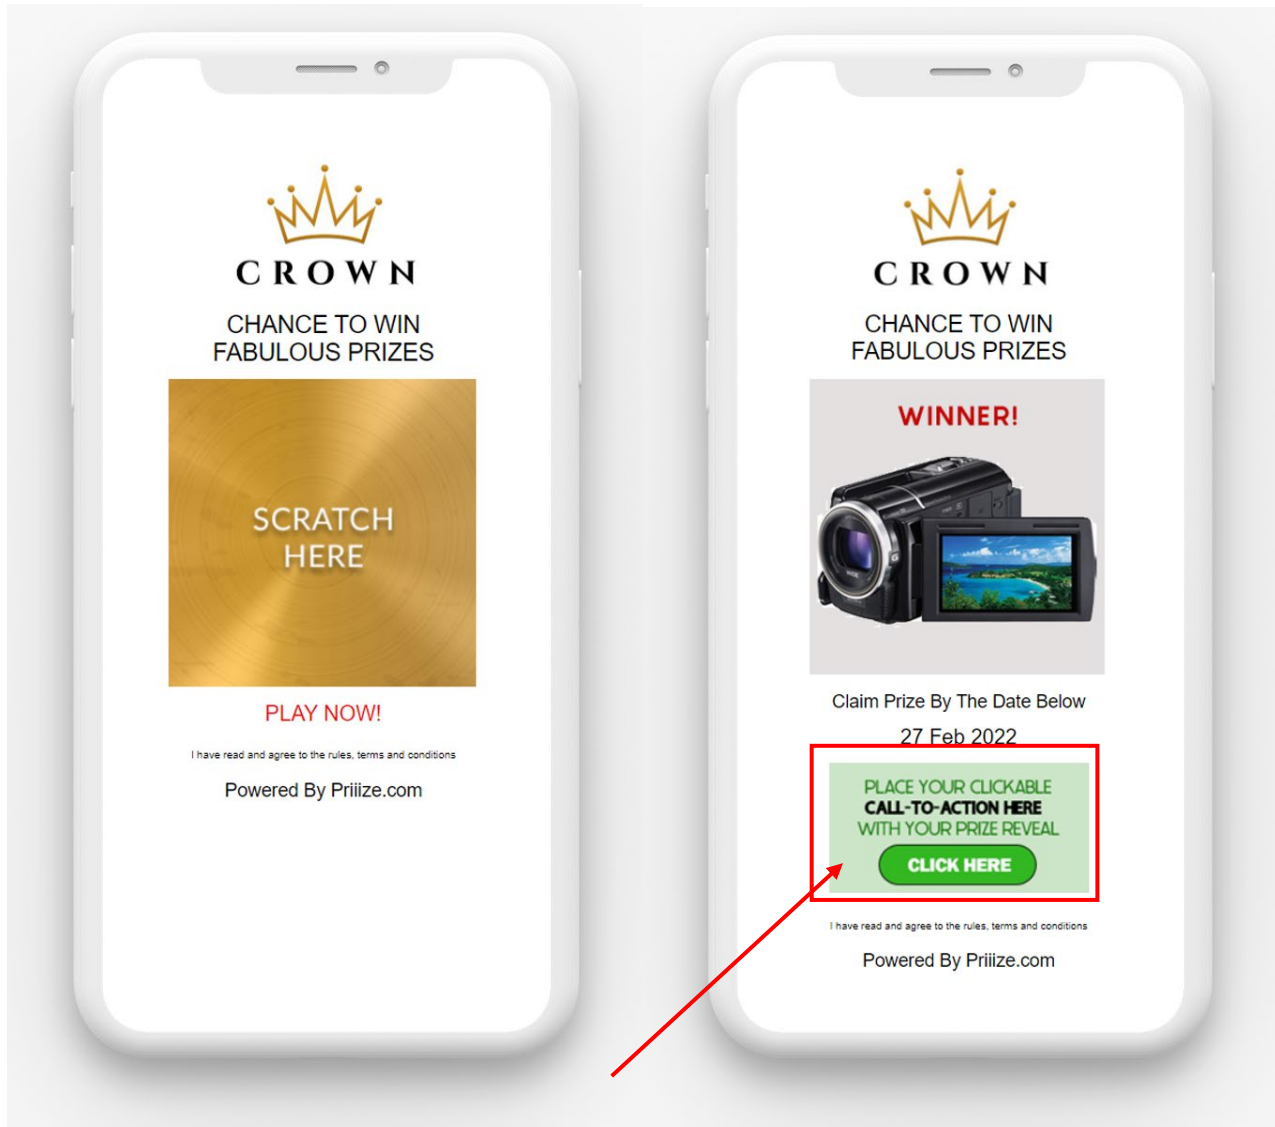 CROWN
CHANCE TO WIN
FABULOUS PRIZES
SCRATCH
HERE
PLAY NOW!
I have read and agree to the rules, terms and conditions
Powered By Priiize.com
CROWN
CHANCE TO WIN
FABULOUS PRIZES
WINNER!
Claim Prize By The Date Below
27 Feb 2022
PLACE YOUR CLICKABLE
CALL-TO-ACTION HERE
WITH YOUR PRIZE REVEAL
CLICK HERE
I have read and agree to the rules, terms and conditions
Powered By Priiize.com